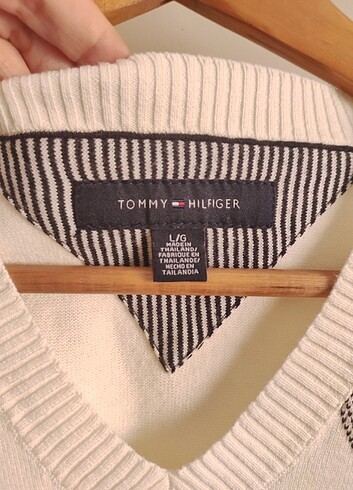 TOMMY HILFIGER
L/G
MADE IN
THAILAND/
FABRIQUE EN
THAILANDE/
HECHO EN
TAILANDIA